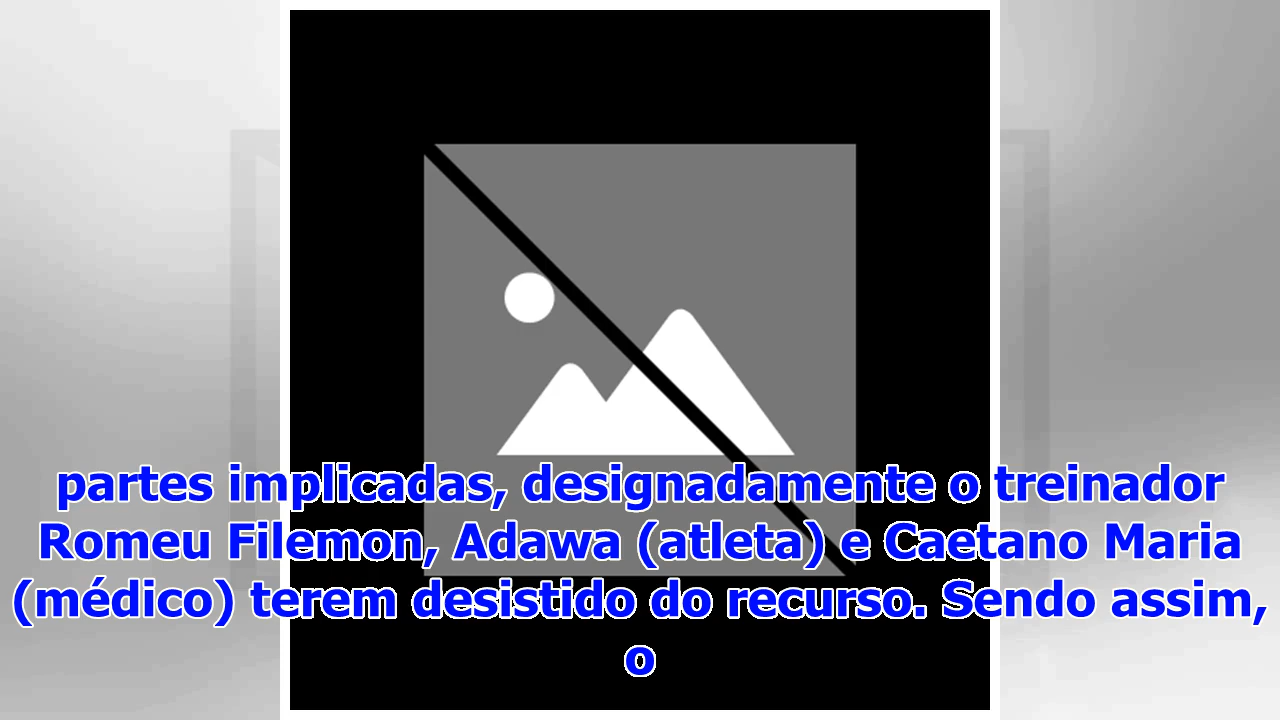 partes implicadas, designadamente o treinador
Romeu Filemon, Adawa (atleta) e Caetano Maria
(médico) terem desistido do recurso. Sendo assim,
o